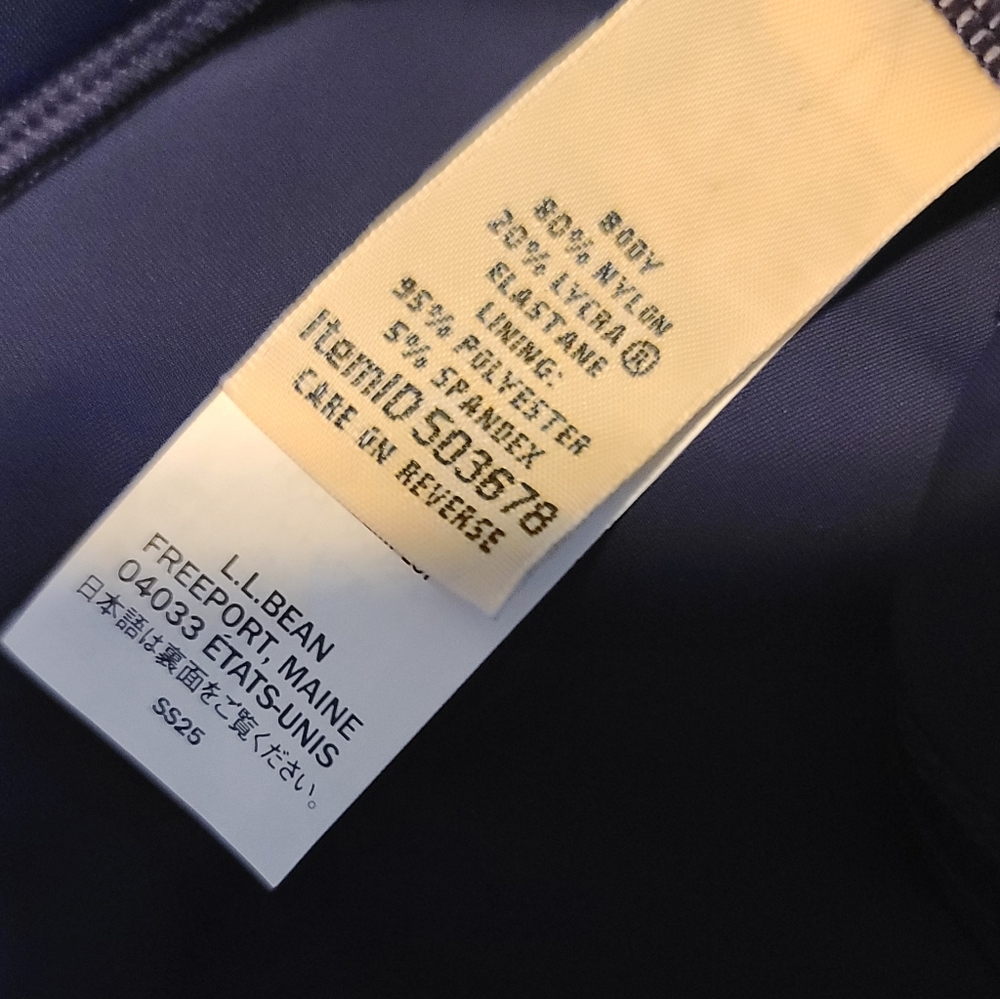 BODY
80% NYLON
20% LYCRA®
ELASTANE
LINING:
95% POLYESTER
5% SPANDEX
ItemID 503678
CARE ON REVERSE
L.L.BEAN
FREEPORT, MAINE
04033 ÉTATS-UNIS
日本語は裏面をご覧ください。
SS25